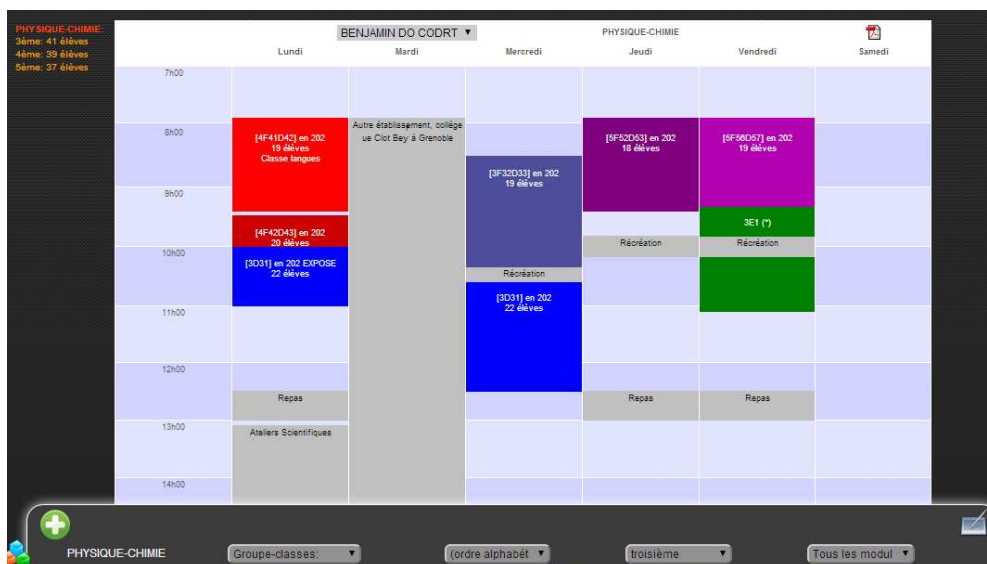 PHYSIQUE-CHIMIE:
3éme: 41 élèves
4éme: 39 élèves
5éme: 37 élèves
BENJAMIN DO CODRT
PHYSIQUE-CHIMIE
Lundi Mardi Mercredi Jeudi Vendredi Samedi
7h00
8h00
9h00
10h00
11h00
12h00
13h00
14h00
[4F41D42] en 202
19 élèves
Classe langues
[4F42D43] en 202
20 élèves
[3D31] en 202 EXPOSE
22 élèves
Repas
Ateliers Scientifiques
Autre établissement, collége
ue Clot Bey á Grenoble
[3F32D33] en 202
19 élèves
Récréation
[3D31] en 202
22 élèves
[5F52D53] en 202
18 élèves
Récréation
Repas
[5F56D57] en 202
19 élèves
3E1 (*)
Récréation
Repas
PHYSIQUE-CHIMIE
Groupe-classes:
(ordre alphabét
troisième
Tous les modul